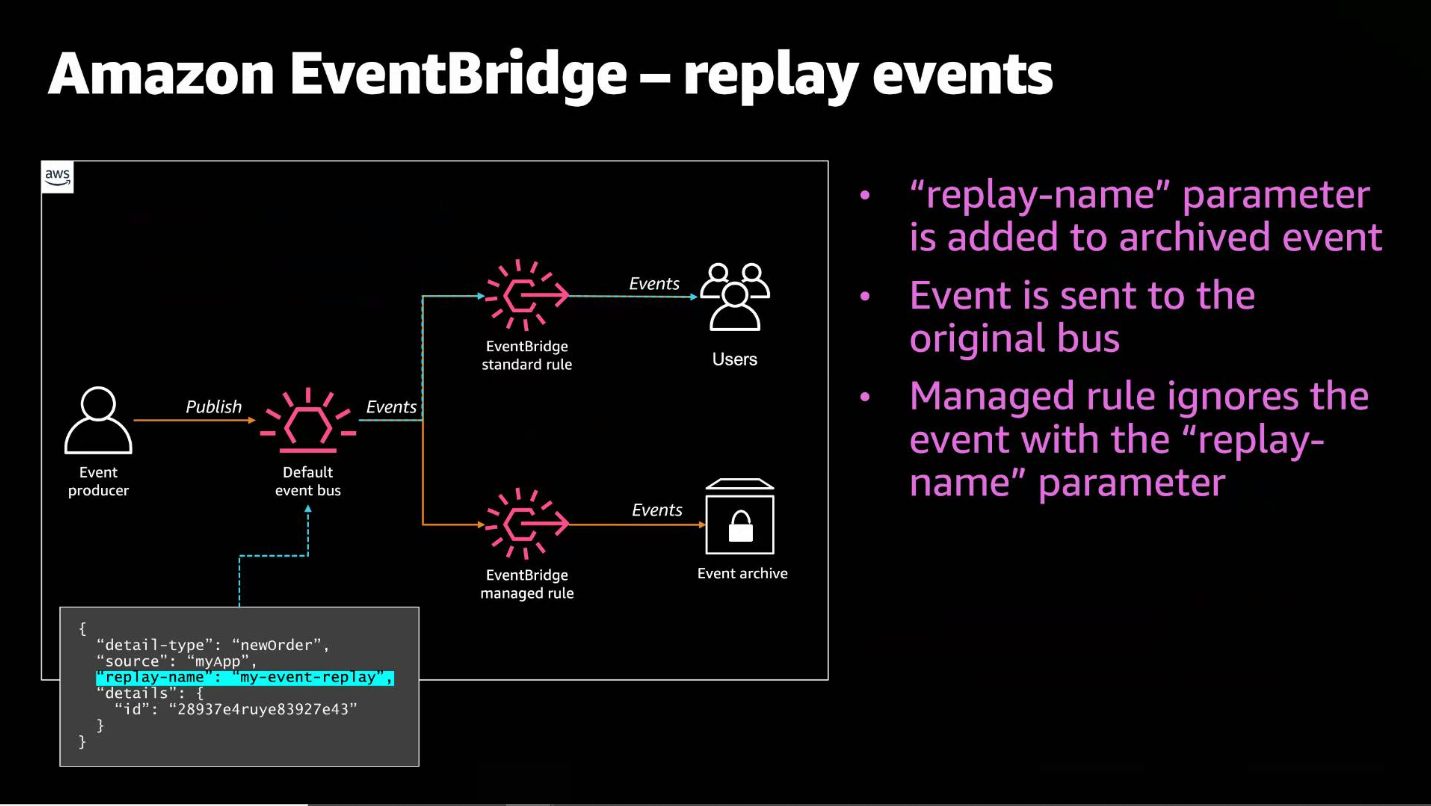 Amazon EventBridge – replay events
aws
Events
EventBridge
standard rule
Users
Publish
Events
Event
producer
Default
event bus
Events
EventBridge
managed rule
Event archive
{
“detail-type”: “newOrder”,
“source”: “myApp”,
“replay-name”: “my-event-replay”,
“details”: {
“id”: “28937e4ruye83927e43”
}
}
• “replay-name” parameter
is added to archived event
• Event is sent to the
original bus
• Managed rule ignores the
event with the “replay-
name” parameter